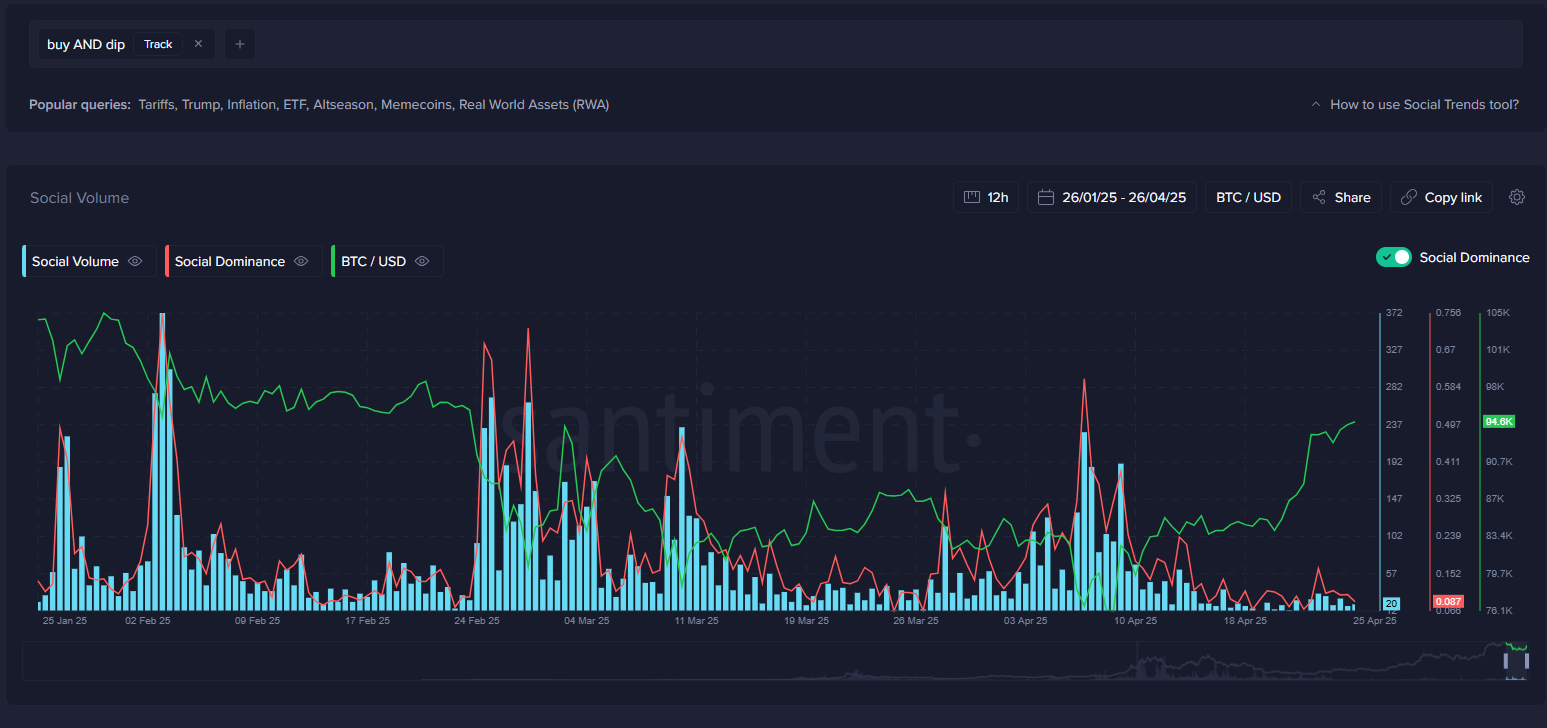 buy AND dip Track × +
Popular queries: Tariffs, Trump, Inflation, ETF, Altseason, Memecoins, Real World Assets (RWA)
How to use Social Trends tool?
Social Volume
12h
26/01/25 - 26/04/25
BTC / USD
Share
Copy link
Social Volume
Social Dominance
BTC / USD
Social Dominance
santiment.
372 0.756 105K
327 0.67 101K
282 0.584 98K
237 0.497 94.6K
192 0.411 90.7K
147 0.325 87K
102 0.239 83.4K
57 0.152 79.7K
20 0.087
12 0.066 76.1K
25 Jan 25 02 Feb 25 09 Feb 25 17 Feb 25 24 Feb 25 04 Mar 25 11 Mar 25 19 Mar 25 26 Mar 25 03 Apr 25 10 Apr 25 18 Apr 25 25 Apr 25